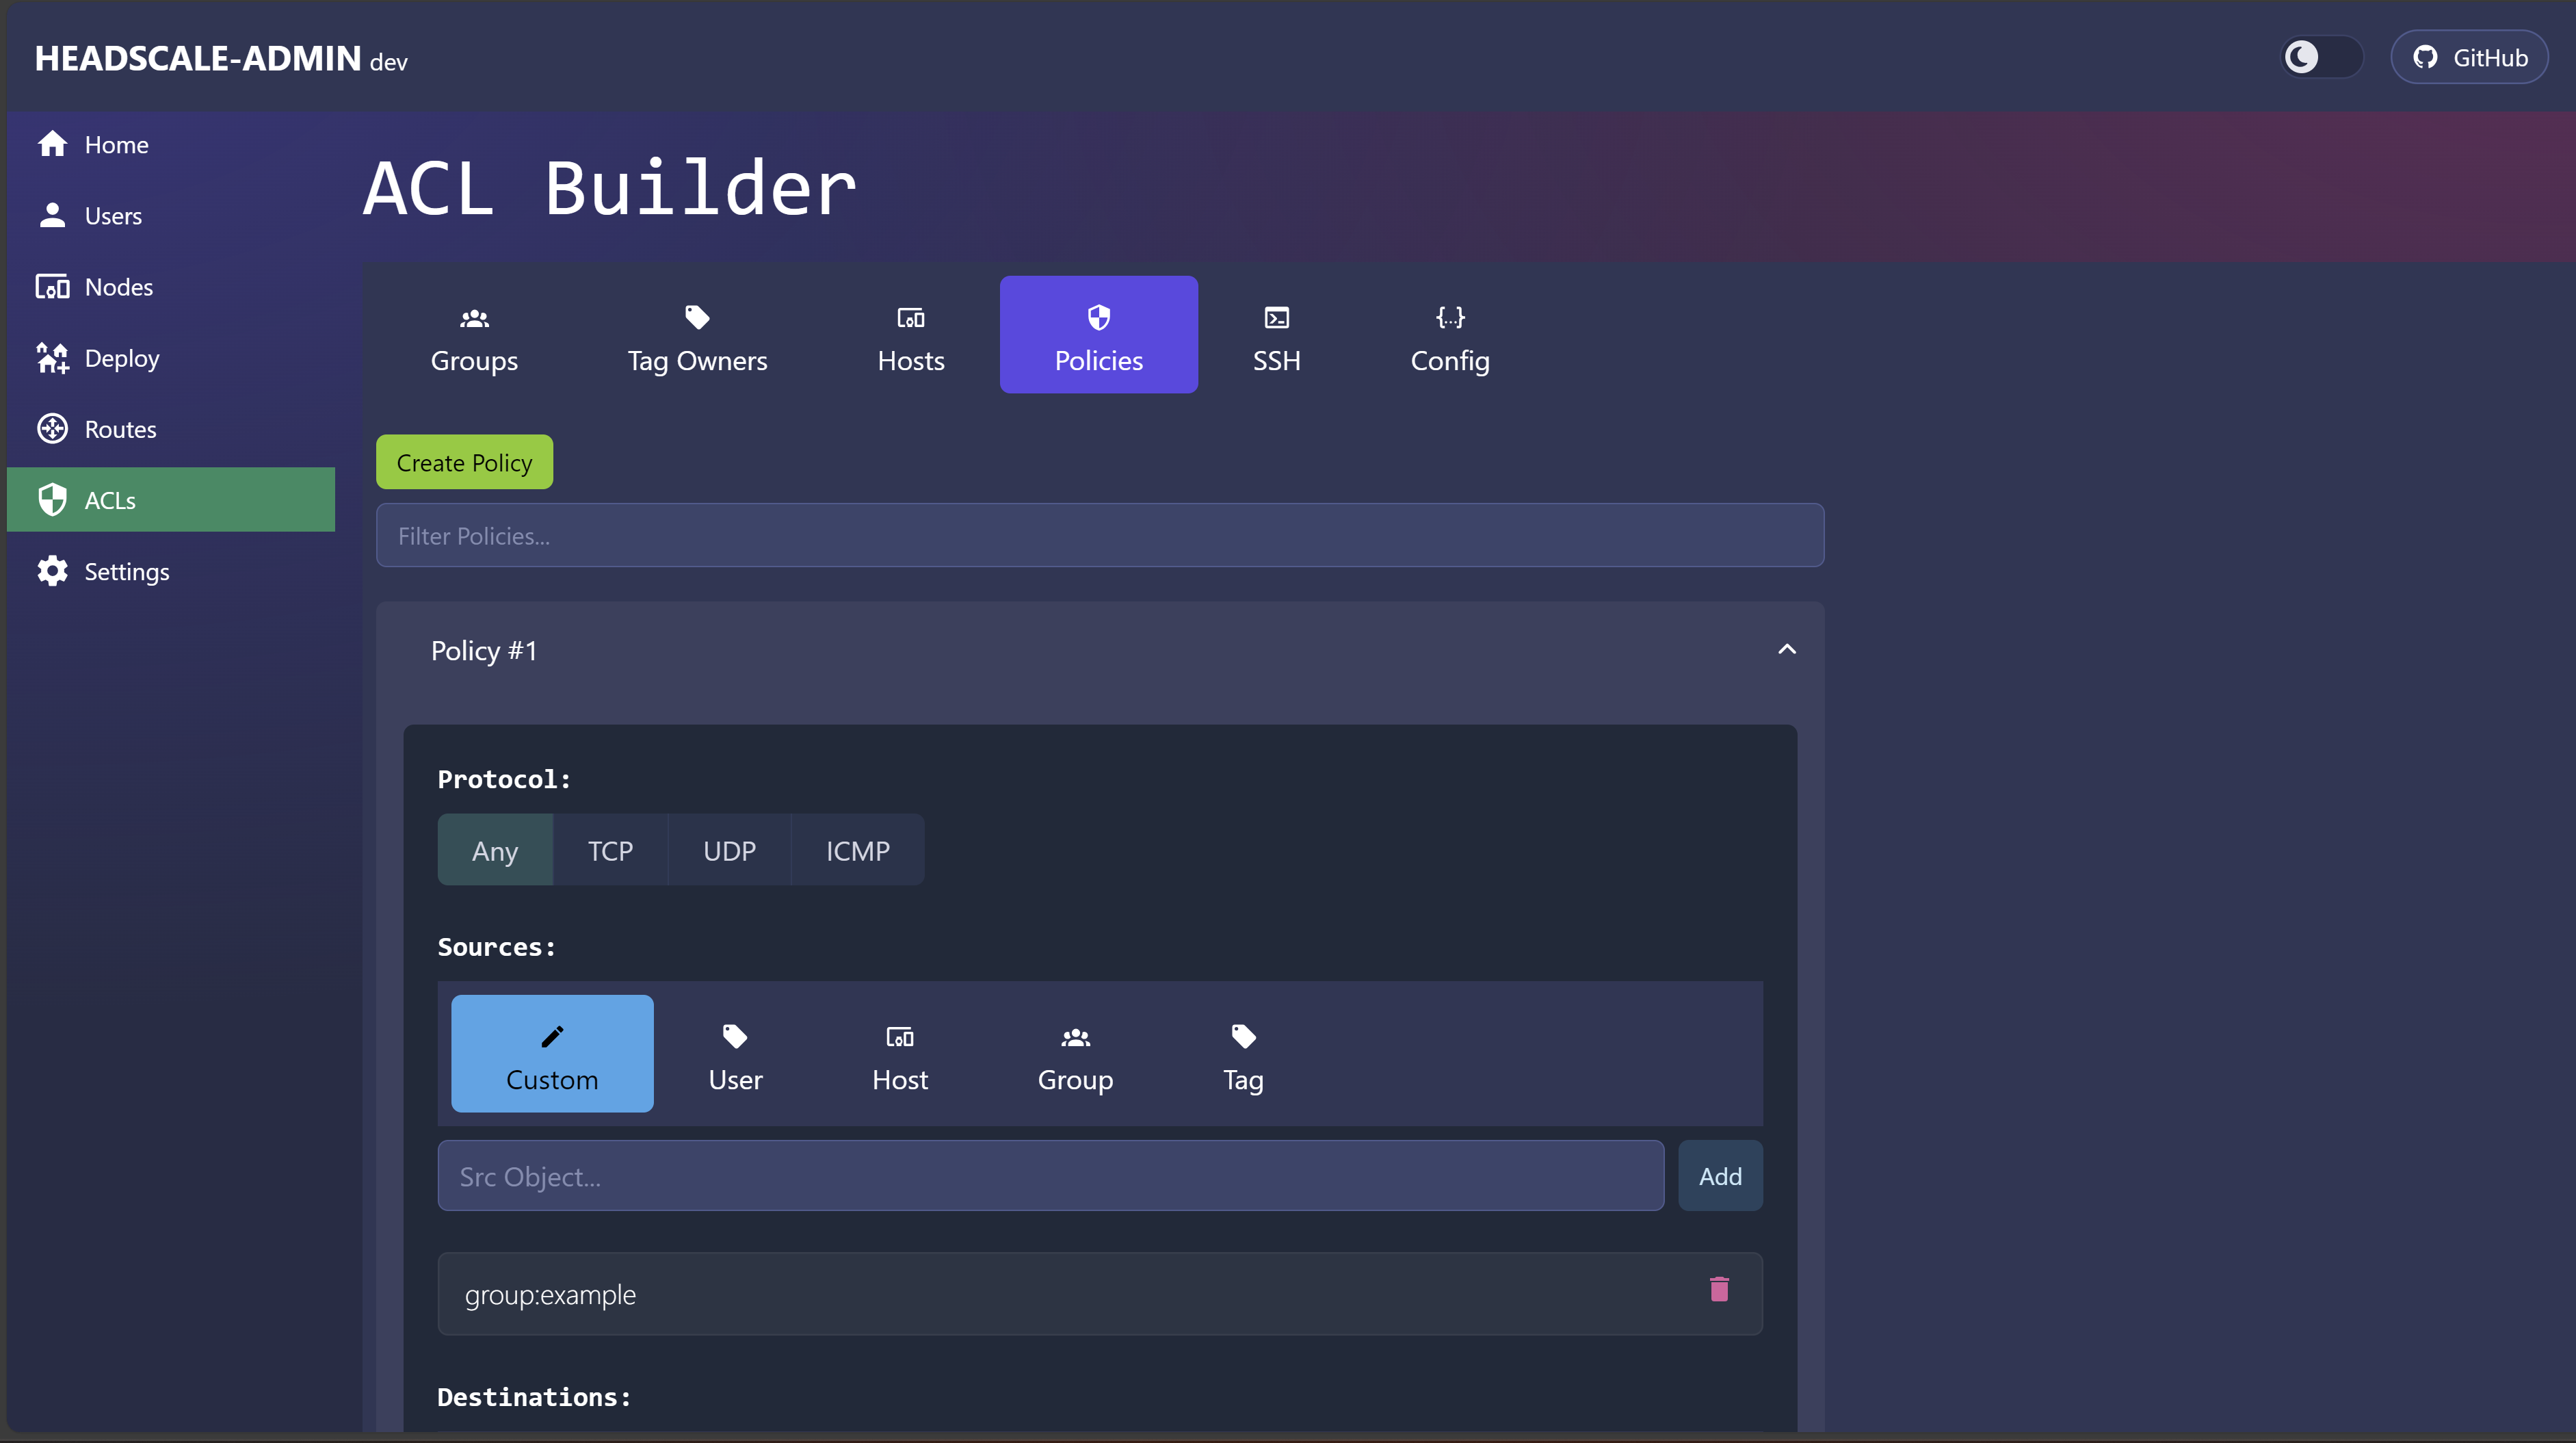 HEADSCALE-ADMIN dev
GitHub
Home
Users
Nodes
Deploy
Routes
ACLs
Settings
ACL Builder
Groups
Tag Owners
Hosts
Policies
SSH
Config
Create Policy
Filter Policies...
Policy #1
Protocol:
Any
TCP
UDP
ICMP
Sources:
Custom
User
Host
Group
Tag
Src Object...
Add
group:example
Destinations: